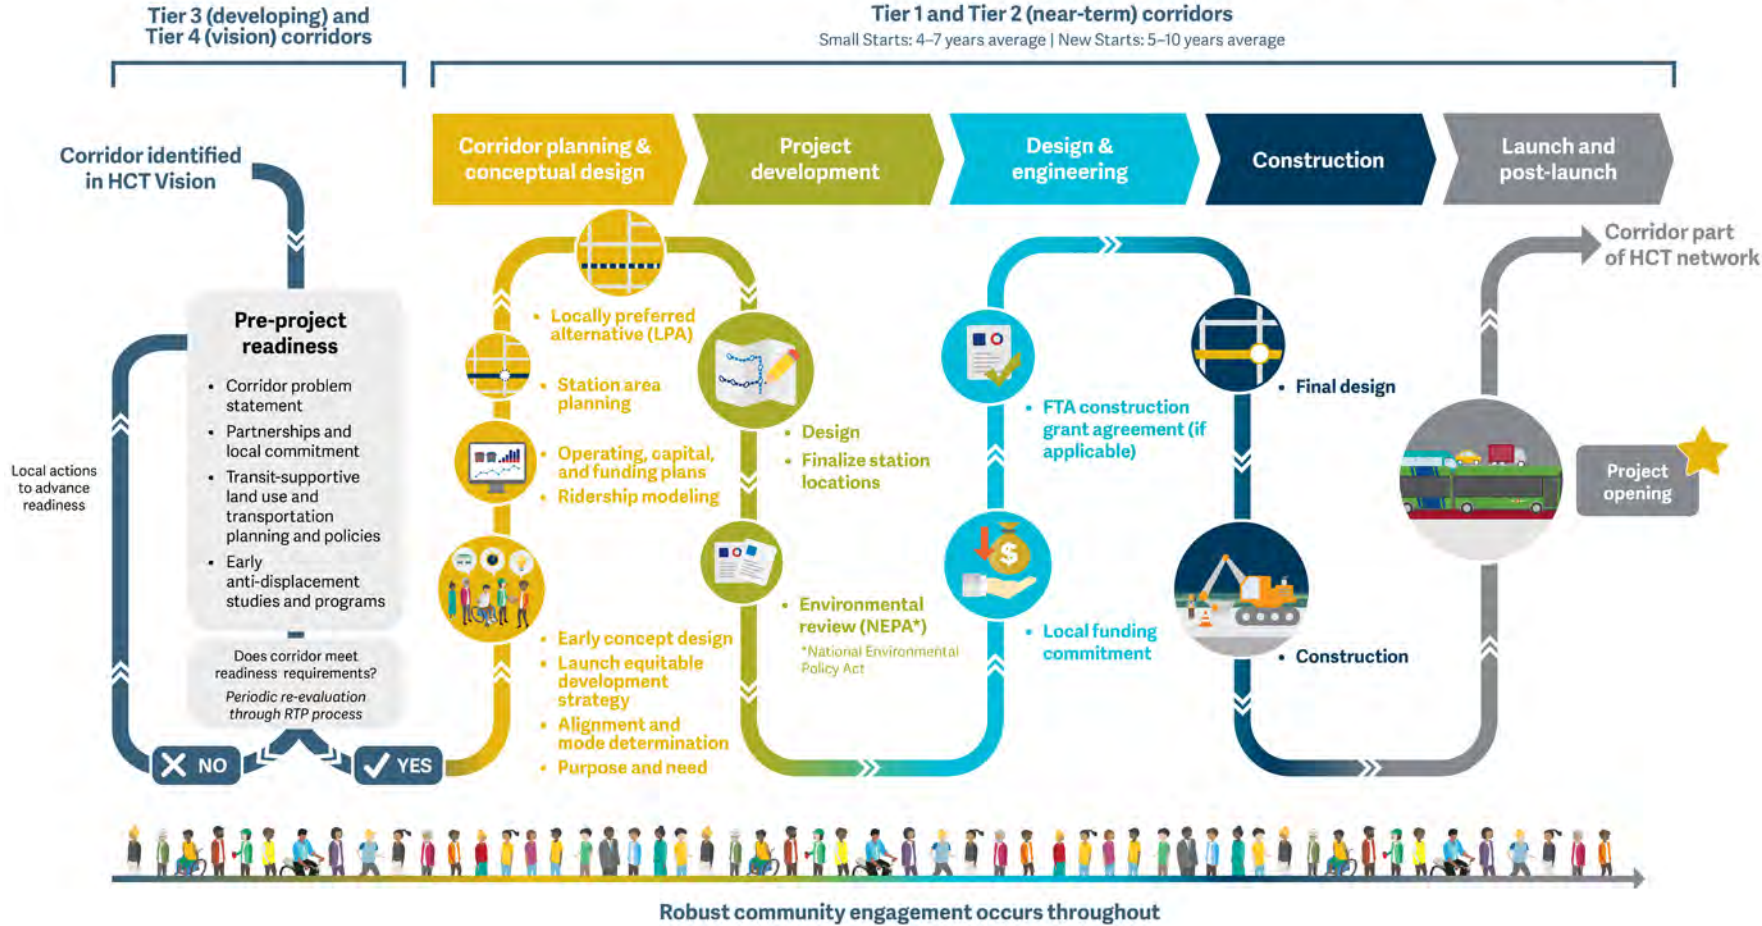 Tier 3 (developing) and
Tier 4 (vision) corridors
Tier 1 and Tier 2 (near-term) corridors
Small Starts: 4–7 years average | New Starts: 5–10 years average
Corridor identified
in HCT Vision
Pre-project
readiness
• Corridor problem
statement
• Partnerships and
local commitment
• Transit-supportive
land use and
transportation
planning and policies
• Early
anti-displacement
studies and programs
Local actions
to advance
readiness
Does corridor meet
readiness requirements?
Periodic re-evaluation
through RTP process
NO
YES
Corridor planning &
conceptual design
• Locally preferred
alternative (LPA)
• Station area
planning
• Operating, capital,
and funding plans
• Ridership modeling
• Early concept design
• Launch equitable
development
strategy
• Alignment and
mode determination
• Purpose and need
Project
development
• Design
• Finalize station
locations
• Environmental
review (NEPA*)
*National Environmental
Policy Act
Design &
engineering
• FTA construction
grant agreement (if
applicable)
$
• Local funding
commitment
Construction
• Final design
• Construction
Launch and
post-launch
Corridor part
of HCT network
Project
opening
Robust community engagement occurs throughout